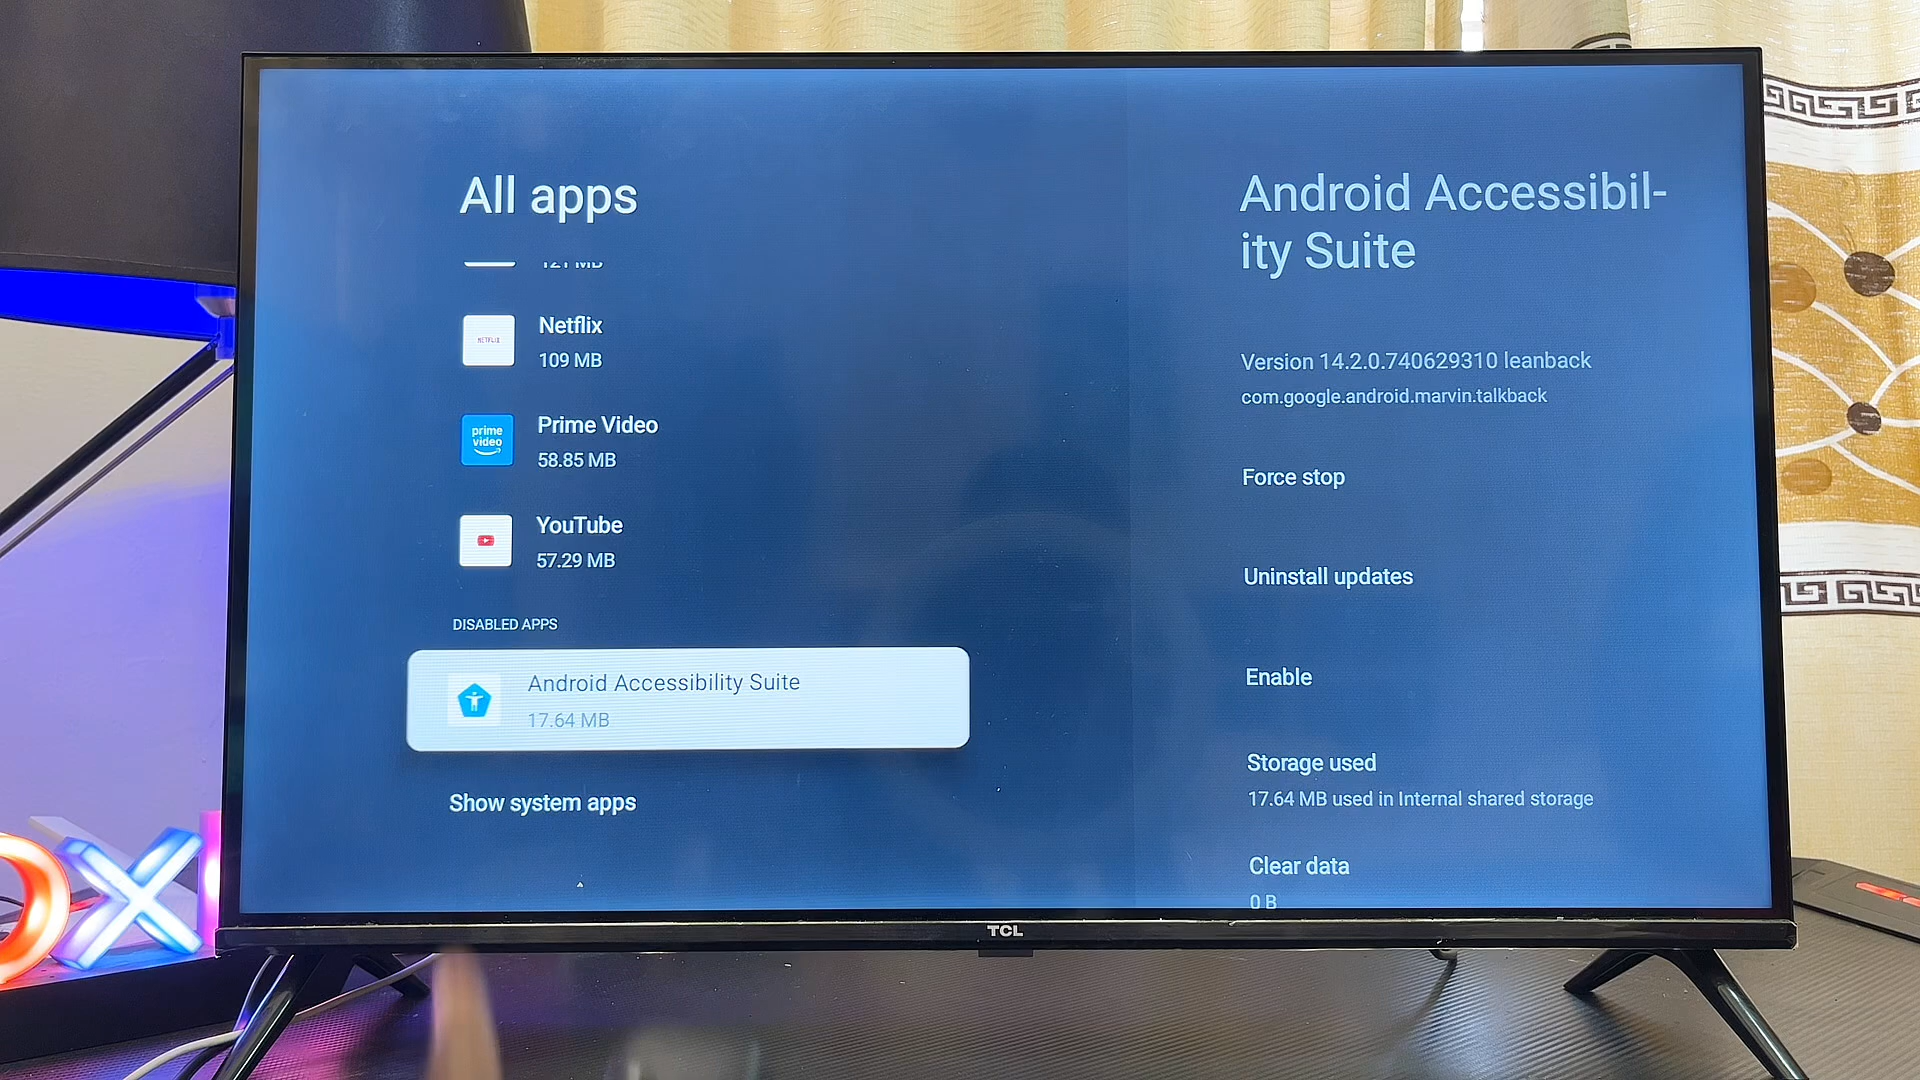 All apps
121 MB
NETFLIX
Netflix
109 MB
prime
video
Prime Video
58.85 MB
YouTube
57.29 MB
DISABLED APPS
Android Accessibility Suite
17.64 MB
Show system apps
Android Accessibil-
ity Suite
Version 14.2.0.740629310 leanback
com.google.android.marvin.talkback
Force stop
Uninstall updates
Enable
Storage used
17.64 MB used in Internal shared storage
Clear data
0 B
TCL